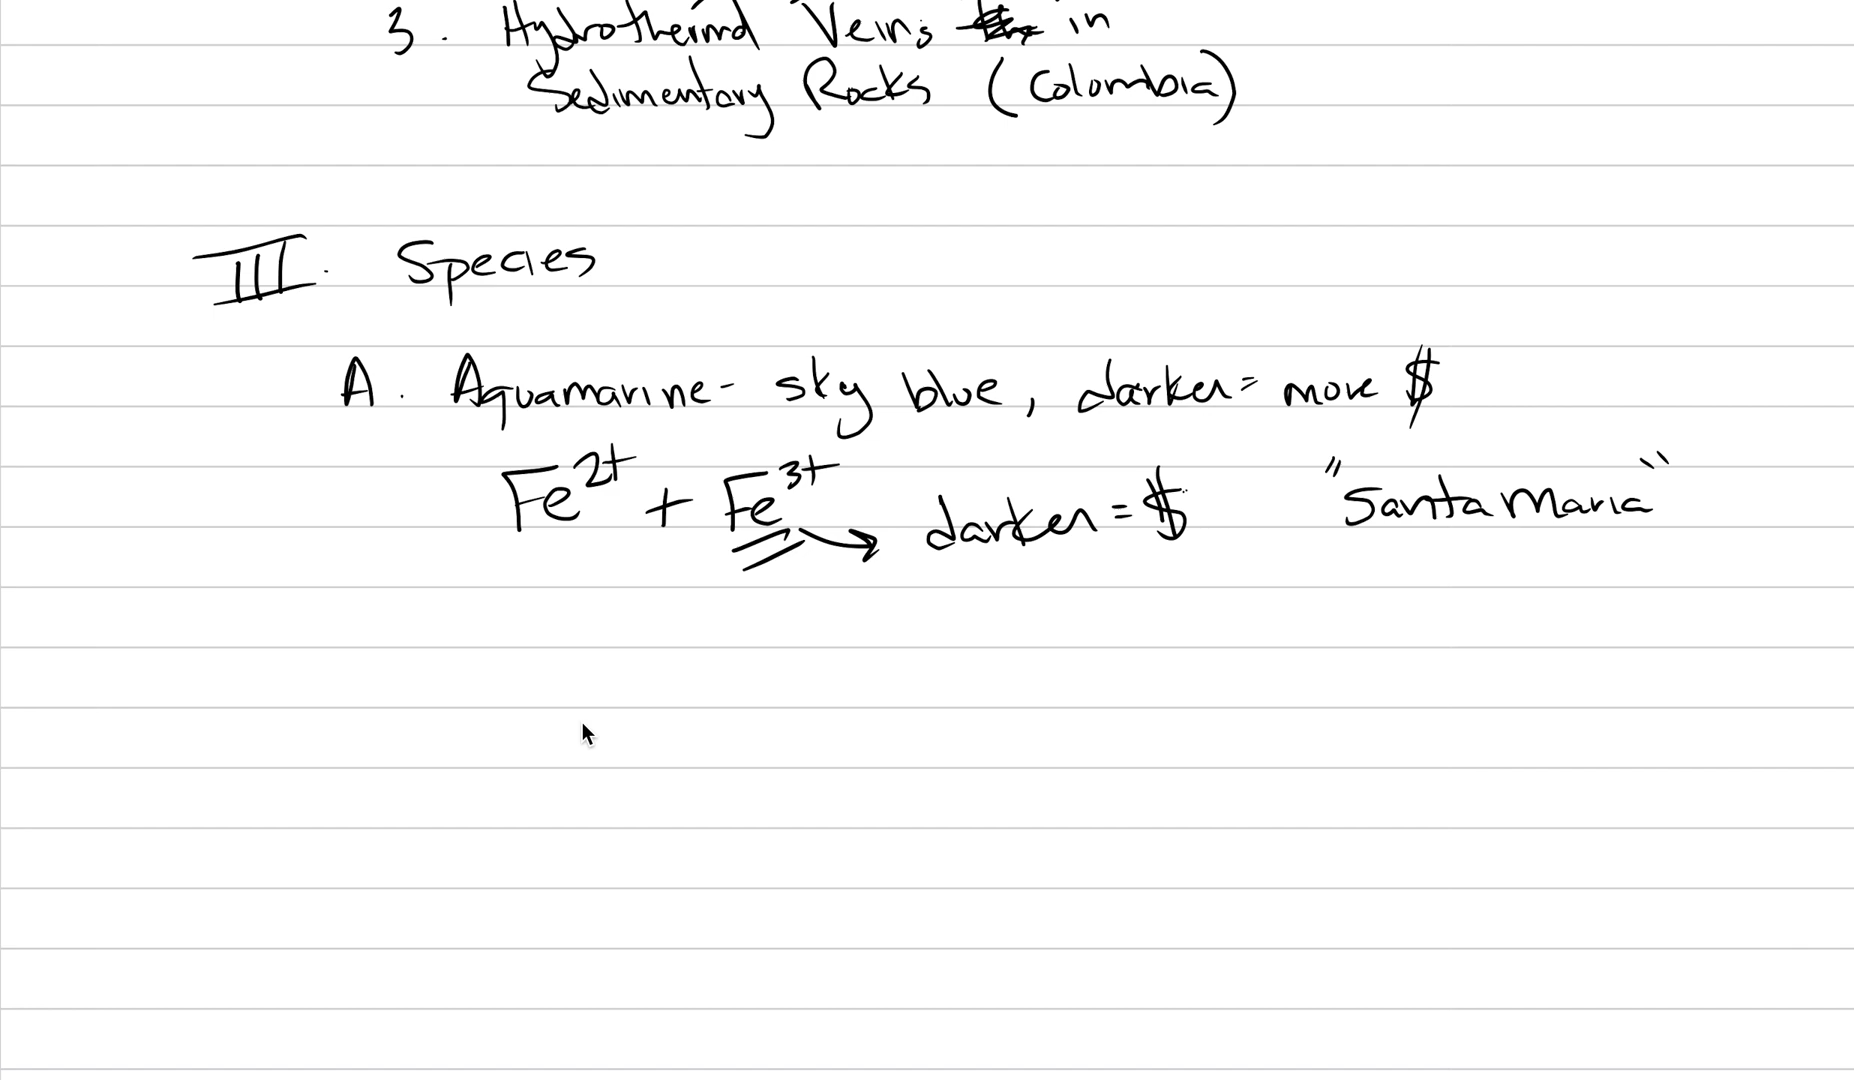 3. Hydrothermal Veins in
Sedimentary Rocks (Colombia)
III. Species
A. Aquamarine - sky blue, darker = more $
Fe2+ + Fe3+ → darker = $ "Santa Maria"